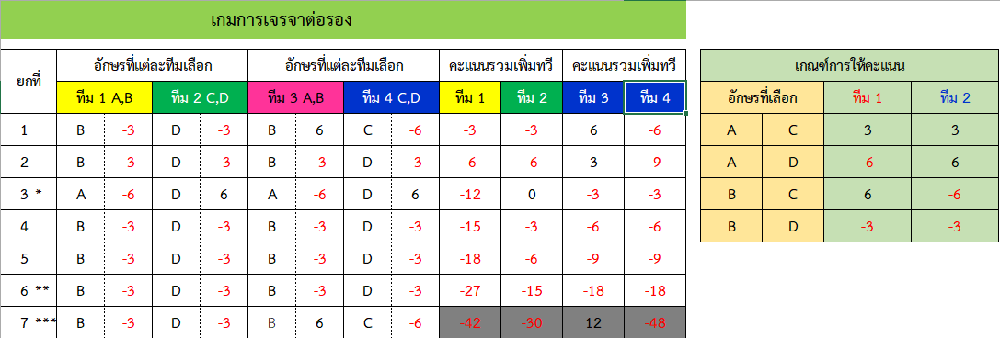 เกมการเจรจาต่อรอง
ยกที่ อักษรที่แต่ละทีมเลือก อักษรที่แต่ละทีมเลือก คะแนนรวมเพิ่มทวี คะแนนรวมเพิ่มทวี เกณฑ์การให้คะแนน
ทีม 1 A,B ทีม 2 C,D ทีม 3 A,B ทีม 4 C,D ทีม 1 ทีม 2 ทีม 3 ทีม 4 อักษรที่เลือก ทีม 1 ทีม 2
1 B -3 D -3 B 6 C -6 -3 -3 6 -6 A C 3 3
2 B -3 D -3 B -3 D -3 -6 -6 3 -9 A D -6 6
3 * A -6 D 6 A -6 D 6 -12 0 -3 -3 B C 6 -6
4 B -3 D -3 B -3 D -3 -15 -3 -6 -6 B D -3 -3
5 B -3 D -3 B -3 D -3 -18 -6 -9 -9
6 ** B -3 D -3 B -3 D -3 -27 -15 -18 -18
7 *** B -3 D -3 B 6 C -6 -42 -30 12 -48